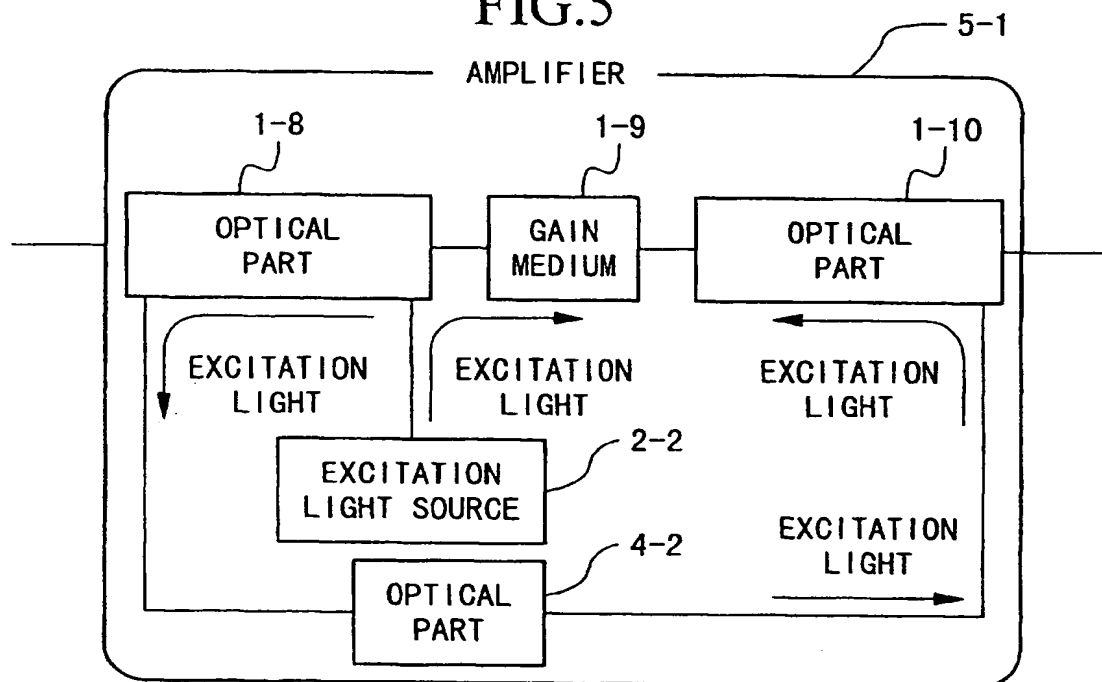 FIG.5
5-1
AMPLIFIER
1-8
1-9
1-10
OPTICAL
PART
GAIN
MEDIUM
OPTICAL
PART
EXCITATION
LIGHT
EXCITATION
LIGHT
EXCITATION
LIGHT
2-2
EXCITATION
LIGHT SOURCE
4-2
EXCITATION
LIGHT
OPTICAL
PART